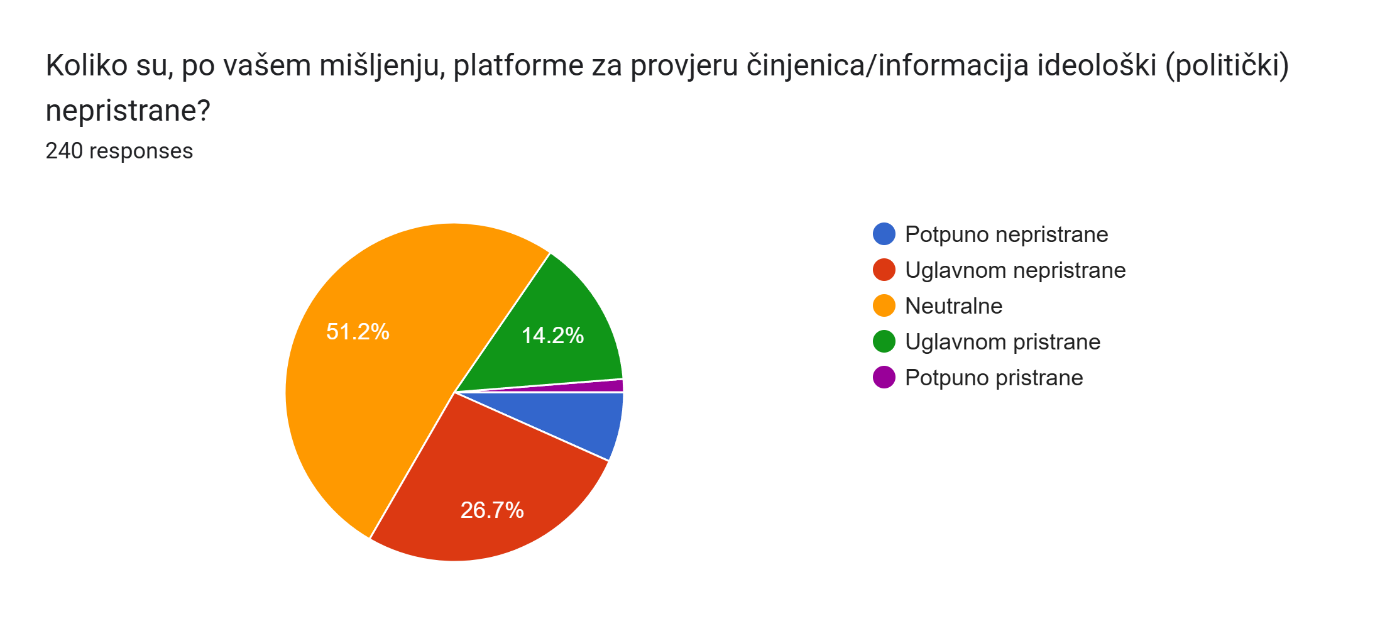 Koliko su, po vašem mišljenju, platforme za provjeru činjenica/informacija ideološki (politički)
nepristrane?
240 responses
51.2%
14.2%
26.7%
Potpuno nepristrane
Uglavnom nepristrane
Neutralne
Uglavnom pristrane
Potpuno pristrane